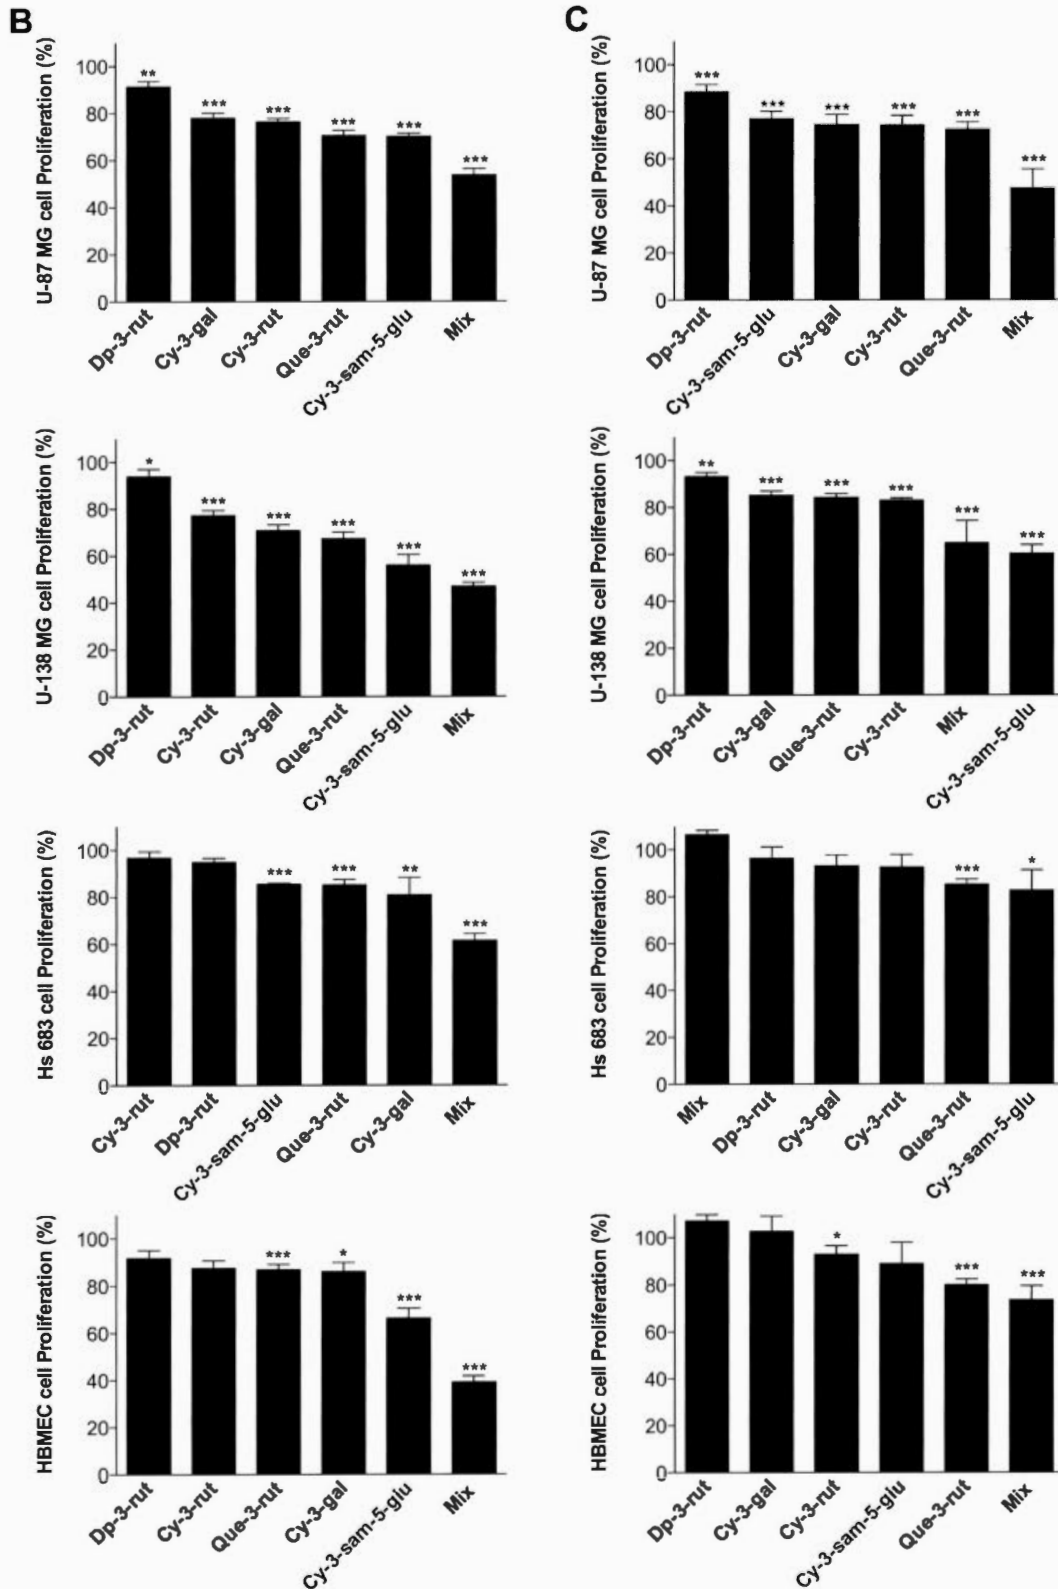 B
U-87 MG cell Proliferation (%)
100
80
60
40
20
0
**
***
***
***
***
***
Dp-3-rut
Cy-3-gal
Cy-3-rut
Que-3-rut
Cy-3-sam-5-glu
Mix
C
U-87 MG cell Proliferation (%)
100
80
60
40
20
0
***
***
***
***
***
***
Dp-3-rut
Cy-3-sam-5-glu
Cy-3-gal
Cy-3-rut
Que-3-rut
Mix
U-138 MG cell Proliferation (%)
100
80
60
40
20
0
*
***
***
***
***
***
Dp-3-rut
Cy-3-rut
Cy-3-gal
Que-3-rut
Cy-3-sam-5-glu
Mix
U-138 MG cell Proliferation (%)
100
80
60
40
20
0
**
***
***
***
***
***
Dp-3-rut
Cy-3-gal
Que-3-rut
Cy-3-rut
Mix
Cy-3-sam-5-glu
Hs 683 cell Proliferation (%)
100
80
60
40
20
0
***
***
**
***
Cy-3-rut
Dp-3-rut
Cy-3-sam-5-glu
Que-3-rut
Cy-3-gal
Mix
Hs 683 cell Proliferation (%)
100
80
60
40
20
0
***
*
Mix
Dp-3-rut
Cy-3-gal
Cy-3-rut
Que-3-rut
Cy-3-sam-5-glu
HBMEC cell Proliferation (%)
100
80
60
40
20
0
***
*
***
***
Dp-3-rut
Cy-3-rut
Que-3-rut
Cy-3-gal
Cy-3-sam-5-glu
Mix
HBMEC cell Proliferation (%)
100
80
60
40
20
0
*
***
***
Dp-3-rut
Cy-3-gal
Cy-3-rut
Cy-3-sam-5-glu
Que-3-rut
Mix